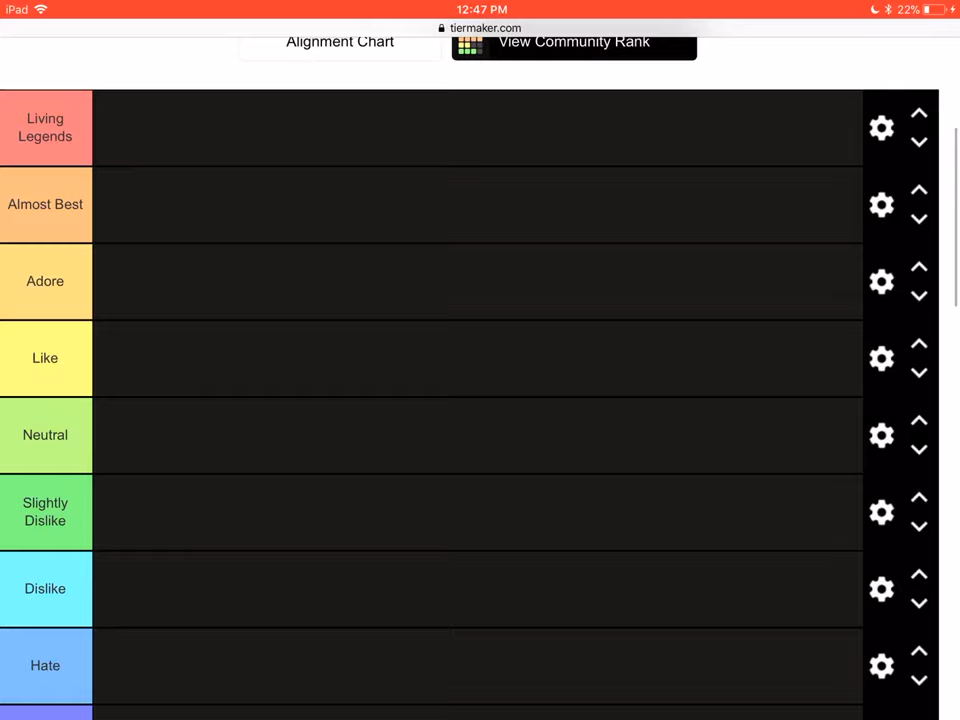 iPad 12:47 PM 22%
tiermaker.com
Alignment Chart View Community Rank
Living
Legends
Almost Best
Adore
Like
Neutral
Slightly
Dislike
Dislike
Hate